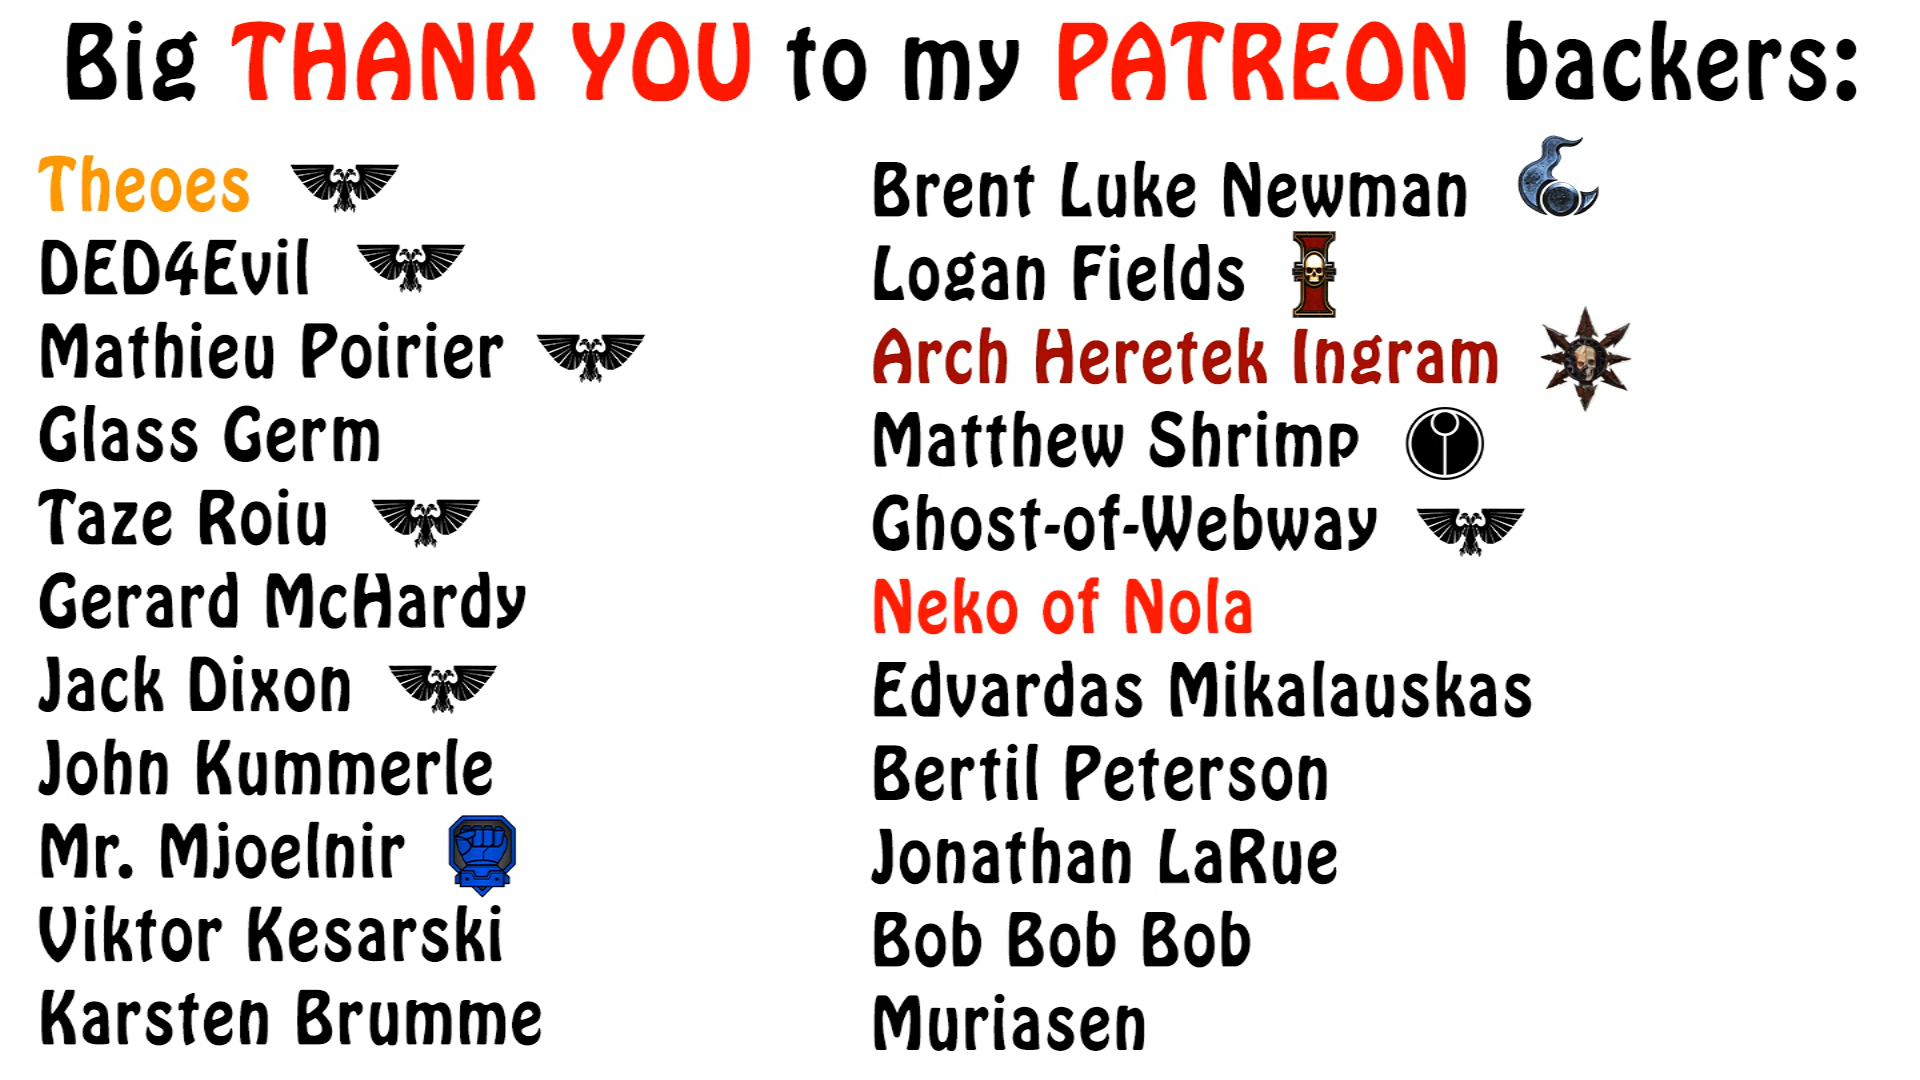 Big THANK YOU to my PATREON backers:
Theoes
DED4Evil
Mathieu Poirier
Glass Germ
Taze Roiu
Gerard McHardy
Jack Dixon
John Kummerle
Mr. Mjoelnir
Viktor Kesarski
Karsten Brumme
Brent Luke Newman
Logan Fields
Arch Heretek Ingram
Matthew Shrimp
Ghost-of-Webway
Neko of Nola
Edvardas Mikalauskas
Bertil Peterson
Jonathan LaRue
Bob Bob Bob
Muriasen